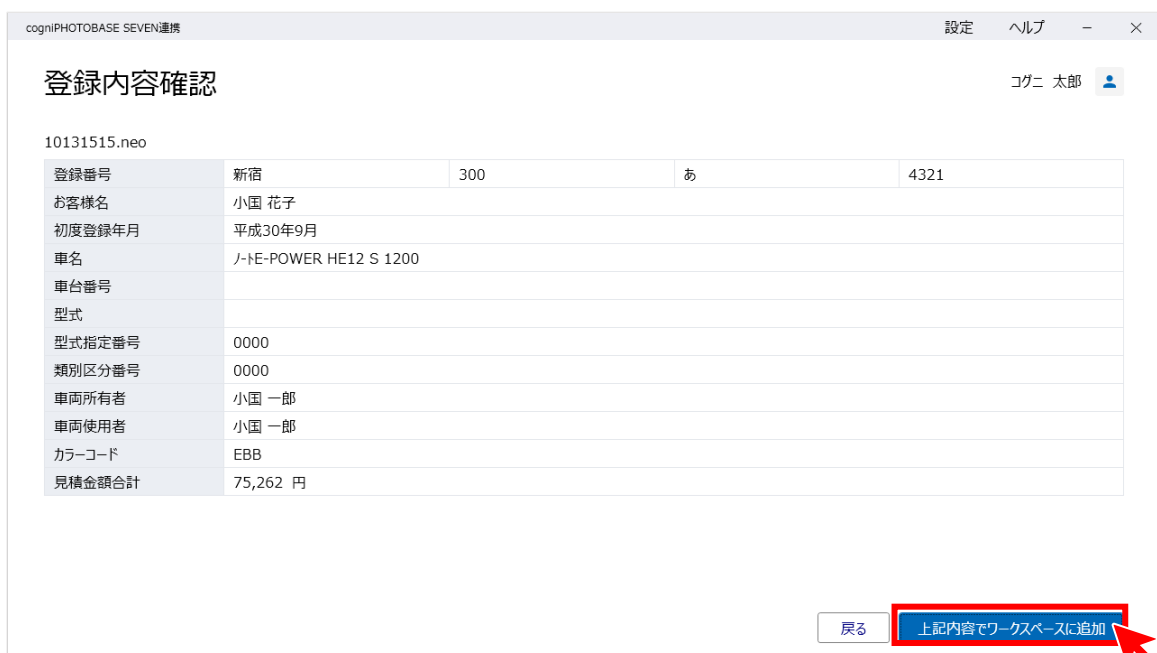 cogniPHOTOBASE SEVEN連携 設定 ヘルプ － ×
登録内容確認
コグニ 太郎
10131515.neo
登録番号 新宿 300 あ 4321
お客様名 小国 花子
初度登録年月 平成30年9月
車名 ﾉｰﾄE-POWER HE12 S 1200
車台番号
型式
型式指定番号 0000
類別区分番号 0000
車両所有者 小国 一郎
車両使用者 小国 一郎
カラーコード EBB
見積金額合計 75,262 円
戻る 上記内容でワークスペースに追加